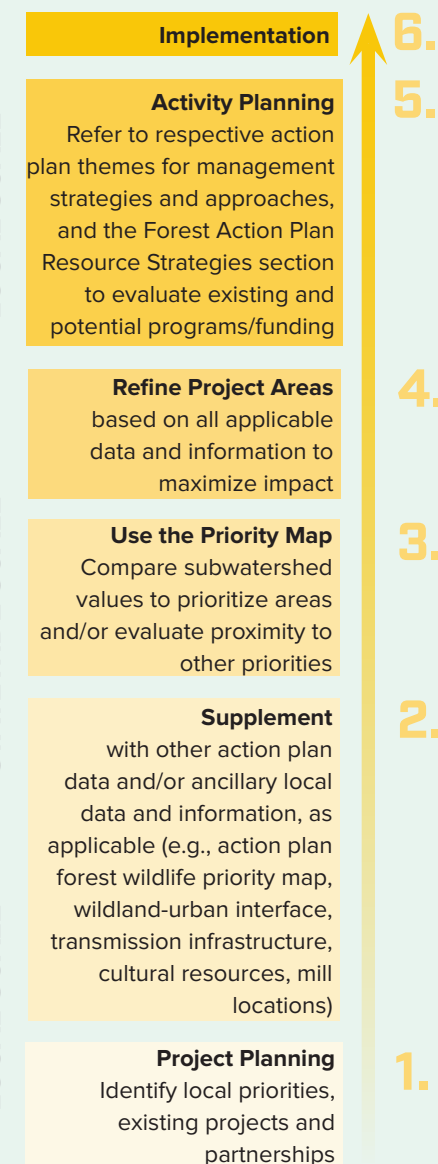 Implementation
6.
Activity Planning
5.
Refer to respective action
plan themes for management
strategies and approaches,
and the Forest Action Plan
Resource Strategies section
to evaluate existing and
potential programs/funding
Refine Project Areas
4.
based on all applicable
data and information to
maximize impact
Use the Priority Map
3.
Compare subwatershed
values to prioritize areas
and/or evaluate proximity to
other priorities
Supplement
2.
with other action plan
data and/or ancillary local
data and information, as
applicable (e.g., action plan
forest wildlife priority map,
wildland-urban interface,
transmission infrastructure,
cultural resources, mill
locations)
Project Planning
1.
Identify local priorities,
existing projects and
partnerships